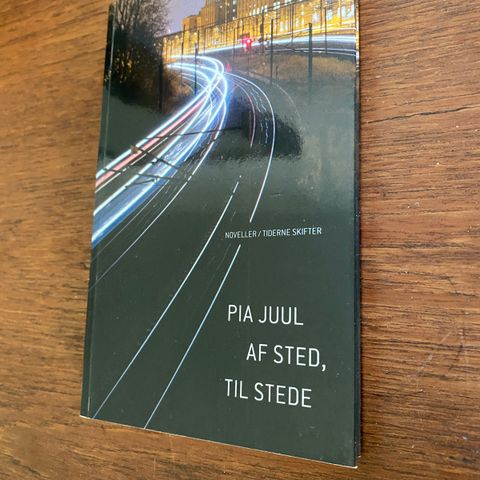 NOVELLER / TIDERNE SKIFTER
PIA JUUL
AF STED,
TIL STEDE